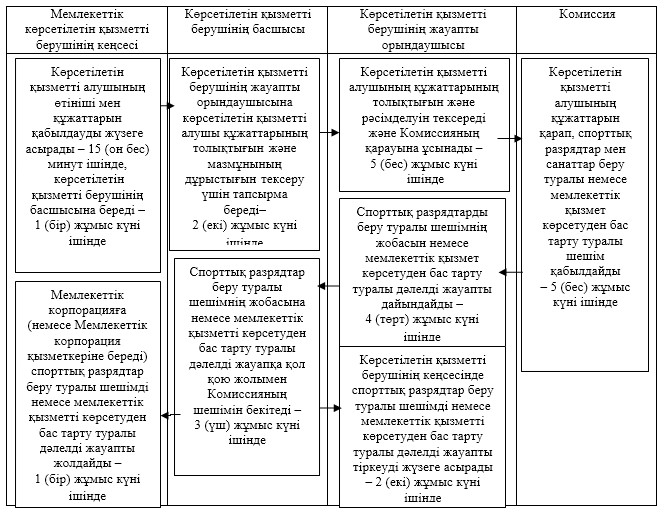 Мемлекеттік
көрсетілетін қызметті
берушінің кеңсесі
Көрсетілетін қызметті
берушінің басшысы
Көрсетілетін қызметті
берушінің жауапты
орындаушысы
Комиссия
Көрсетілетін
қызметті алушының
өтініші мен
құжаттарын
қабылдауды жүзеге
асырады – 15 (он бес)
минут ішінде,
көрсетілетін
қызметті берушінің
басшысына береді –
1 (бір) жұмыс күні
ішінде
Көрсетілетін қызметті
берушінің жауапты
орындаушысына
көрсетілетін қызметті
алушы құжаттарының
толықтығын және
мазмұнының
дұрыстығын тексеру
үшін тапсырма
береді–
2 (екі) жұмыс күні
ішінде
Көрсетілетін қызметті
алушының құжаттарының
толықтығын және
рәсімделуін тексереді
және Комиссияның
қарауына ұсынады –
5 (бес) жұмыс күні
ішінде
Көрсетілетін
қызметті
алушының
құжаттарын
қарап, спорттық
разрядтар мен
санаттар беру
туралы немесе
мемлекеттік
қызмет
көрсетуден бас
тарту туралы
шешім
қабылдайды
– 5 (бес) жұмыс
күні ішінде
Спорттық разрядтарды
беру туралы шешімнің
жобасын немесе
мемлекеттік қызмет
көрсетуден бас тарту
туралы дәлелді жауапты
дайындайды –
4 (төрт) жұмыс күні
ішінде
Спорттық разрядтар
беру туралы
шешімнің жобасына
немесе мемлекеттік
қызметті көрсетуден
бас тарту туралы
дәлелді жауапқа қол
қою жолымен
Комиссияның
шешімін бекітеді –
3 (үш) жұмыс күні
ішінде
Мемлекеттік
корпорацияға
(немесе Мемлекеттік
корпорация
қызметкеріне береді)
спорттық разрядтар
беру туралы шешімді
немесе мемлекеттік
қызметті көрсетуден
бас тарту туралы
дәлелді жауапты
жолдайды –
1 (бір) жұмыс күні
ішінде
Көрсетілетін қызметті
берушінің кеңсесінде
спорттық разрядтар беру
туралы шешімді немесе
мемлекеттік қызметті
көрсетуден бас тарту
туралы дәлелді жауапты
тіркеуді жүзеге асырады
– 2 (екі) жұмыс күні
ішінде